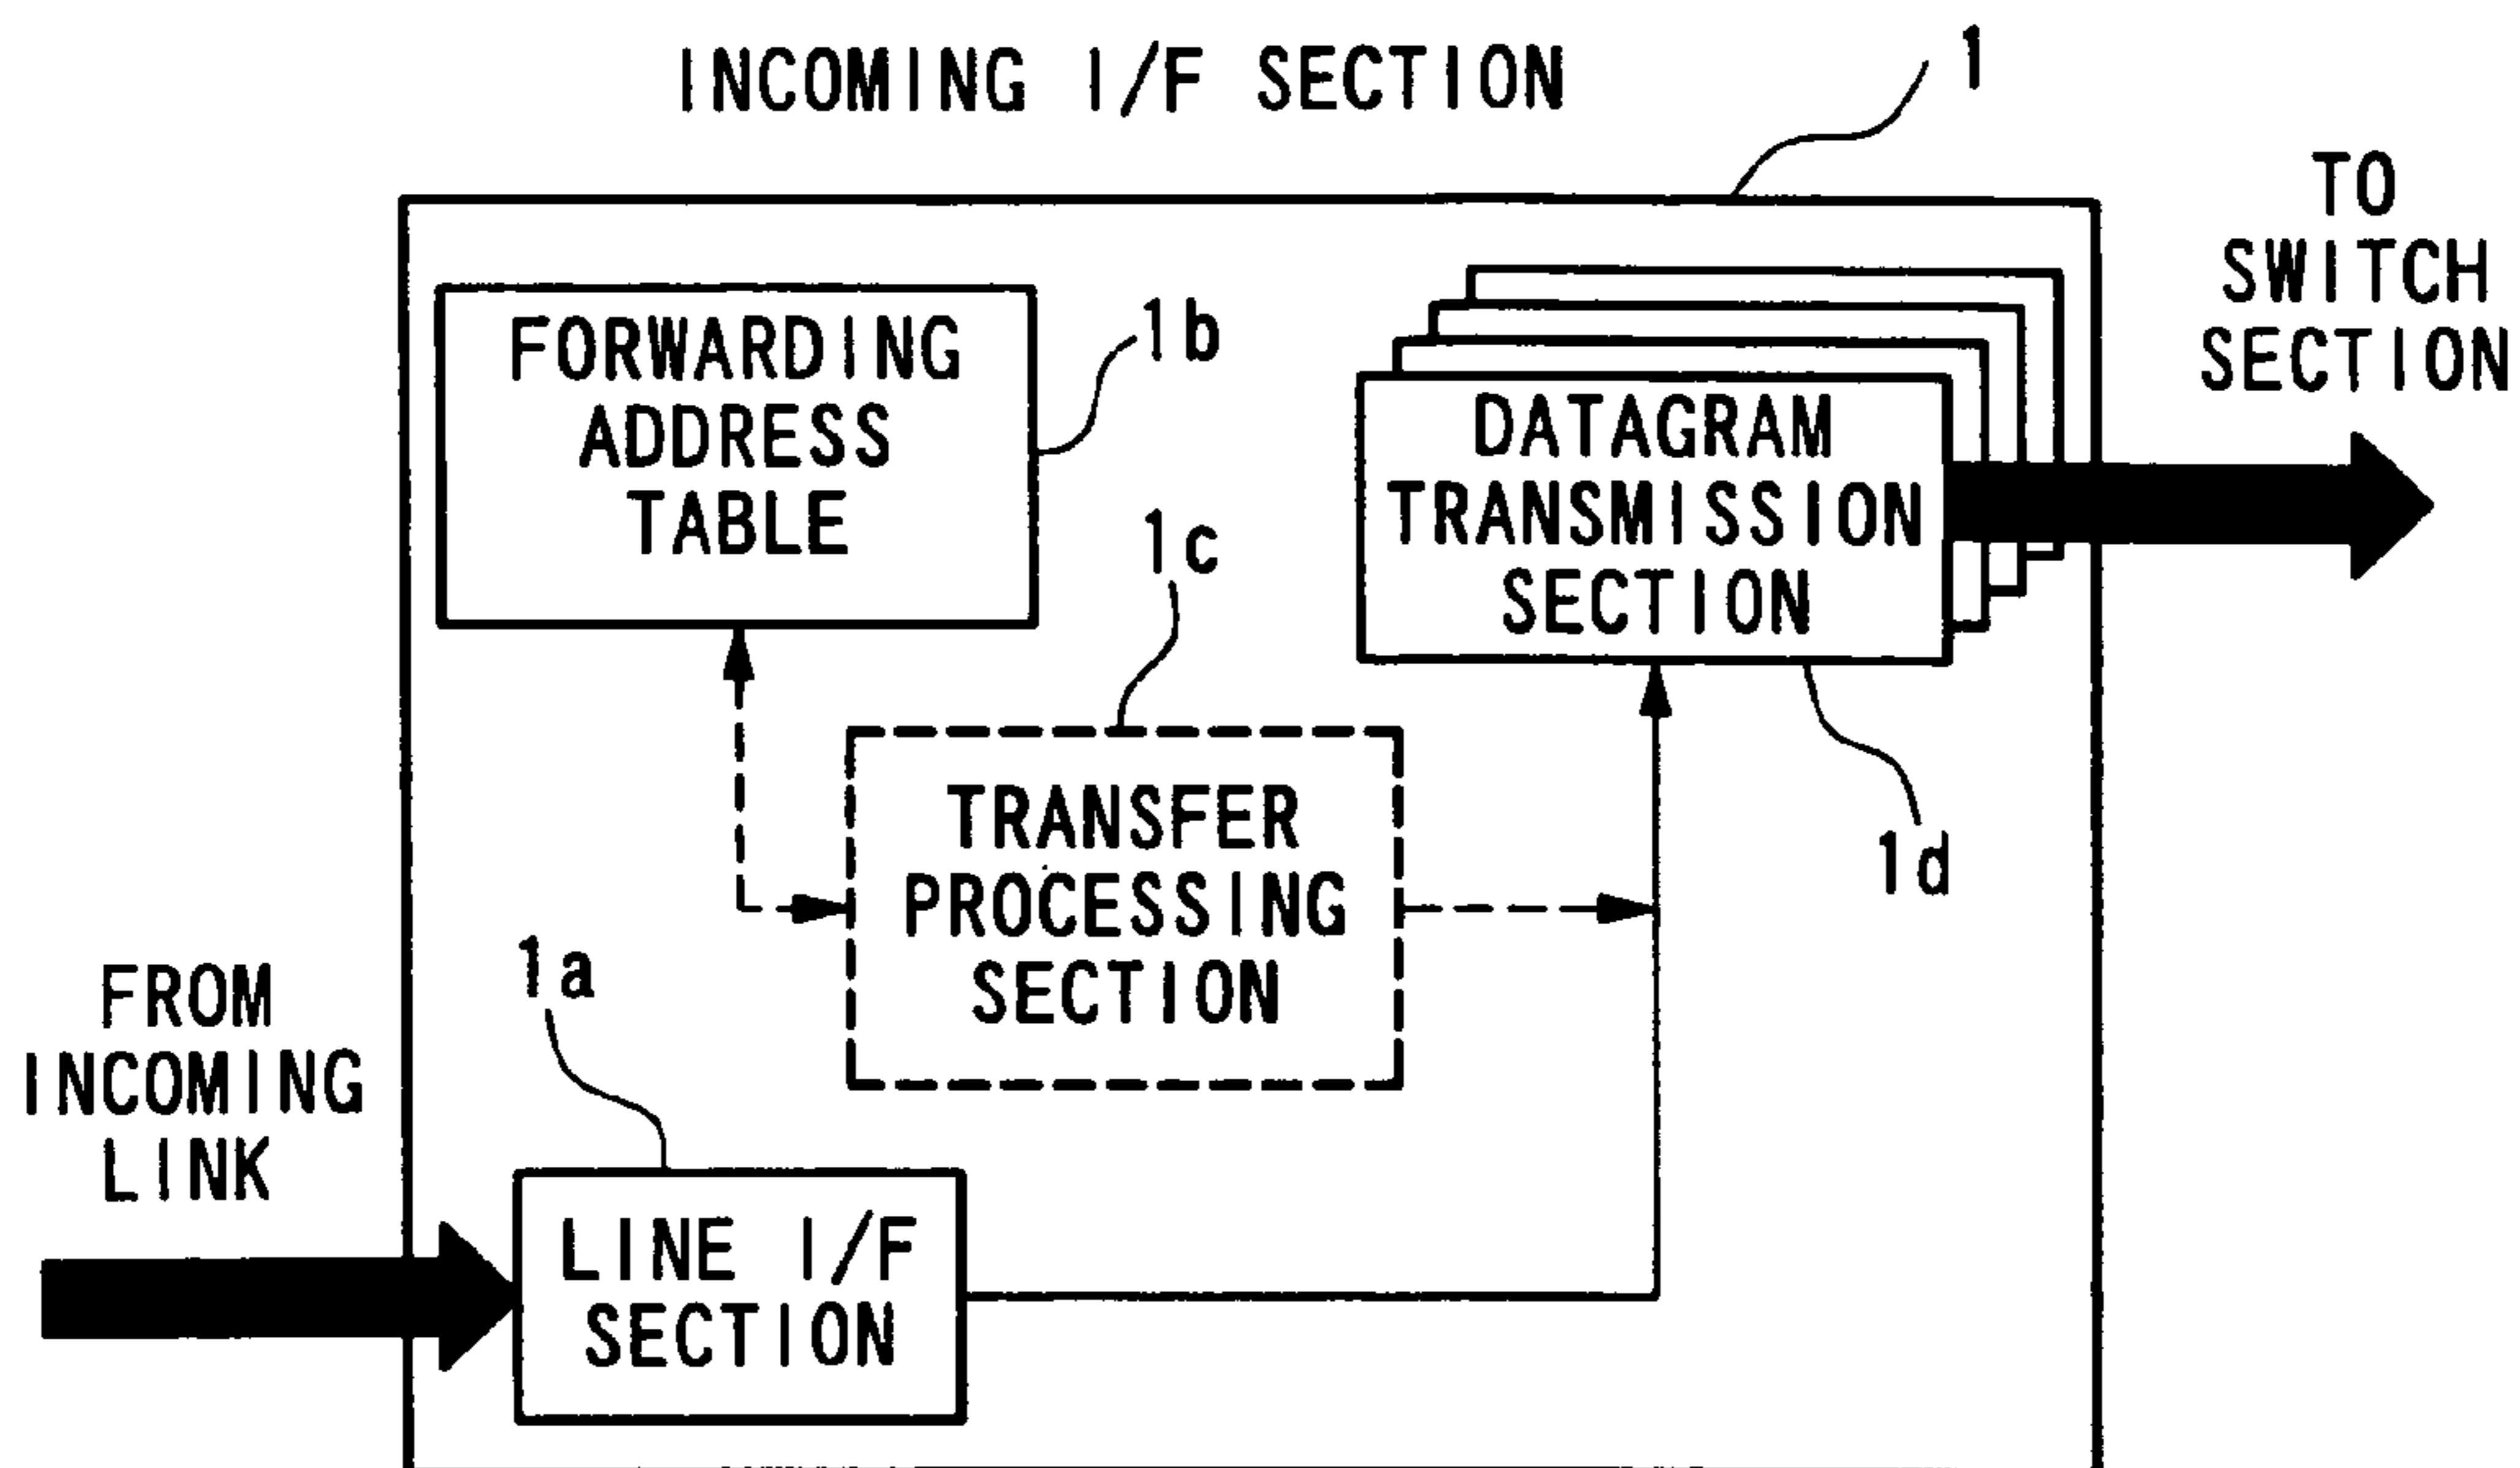 INCOMING I/F SECTION
1
TO
SWITCH
SECTION
FORWARDING
ADDRESS
TABLE
1b
DATAGRAM
TRANSMISSION
SECTION
1c
1d
TRANSFER
PROCESSING
SECTION
1a
FROM
INCOMING
LINK
LINE I/F
SECTION